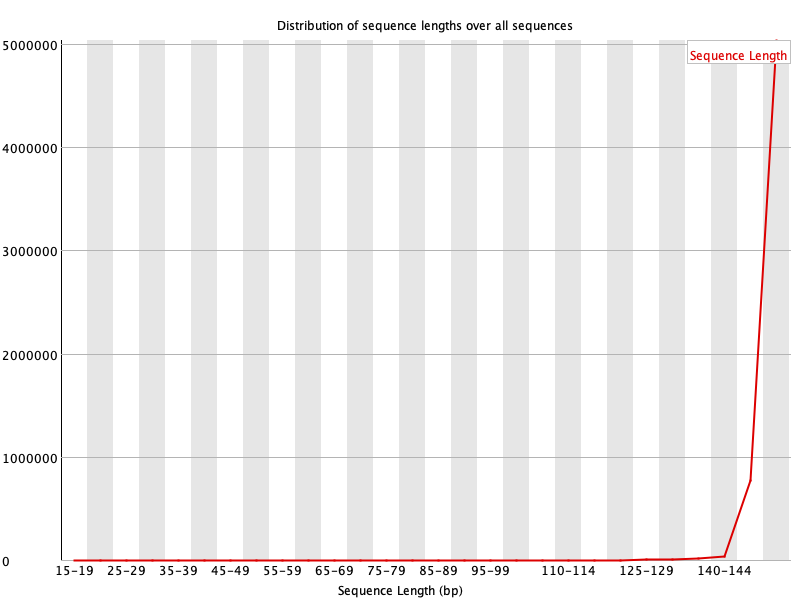 Distribution of sequence lengths over all sequences
5000000
Sequence Length
4000000
3000000
2000000
1000000
0
15-19 25-29 35-39 45-49 55-59 65-69 75-79 85-89 95-99 110-114 125-129 140-144
Sequence Length (bp)